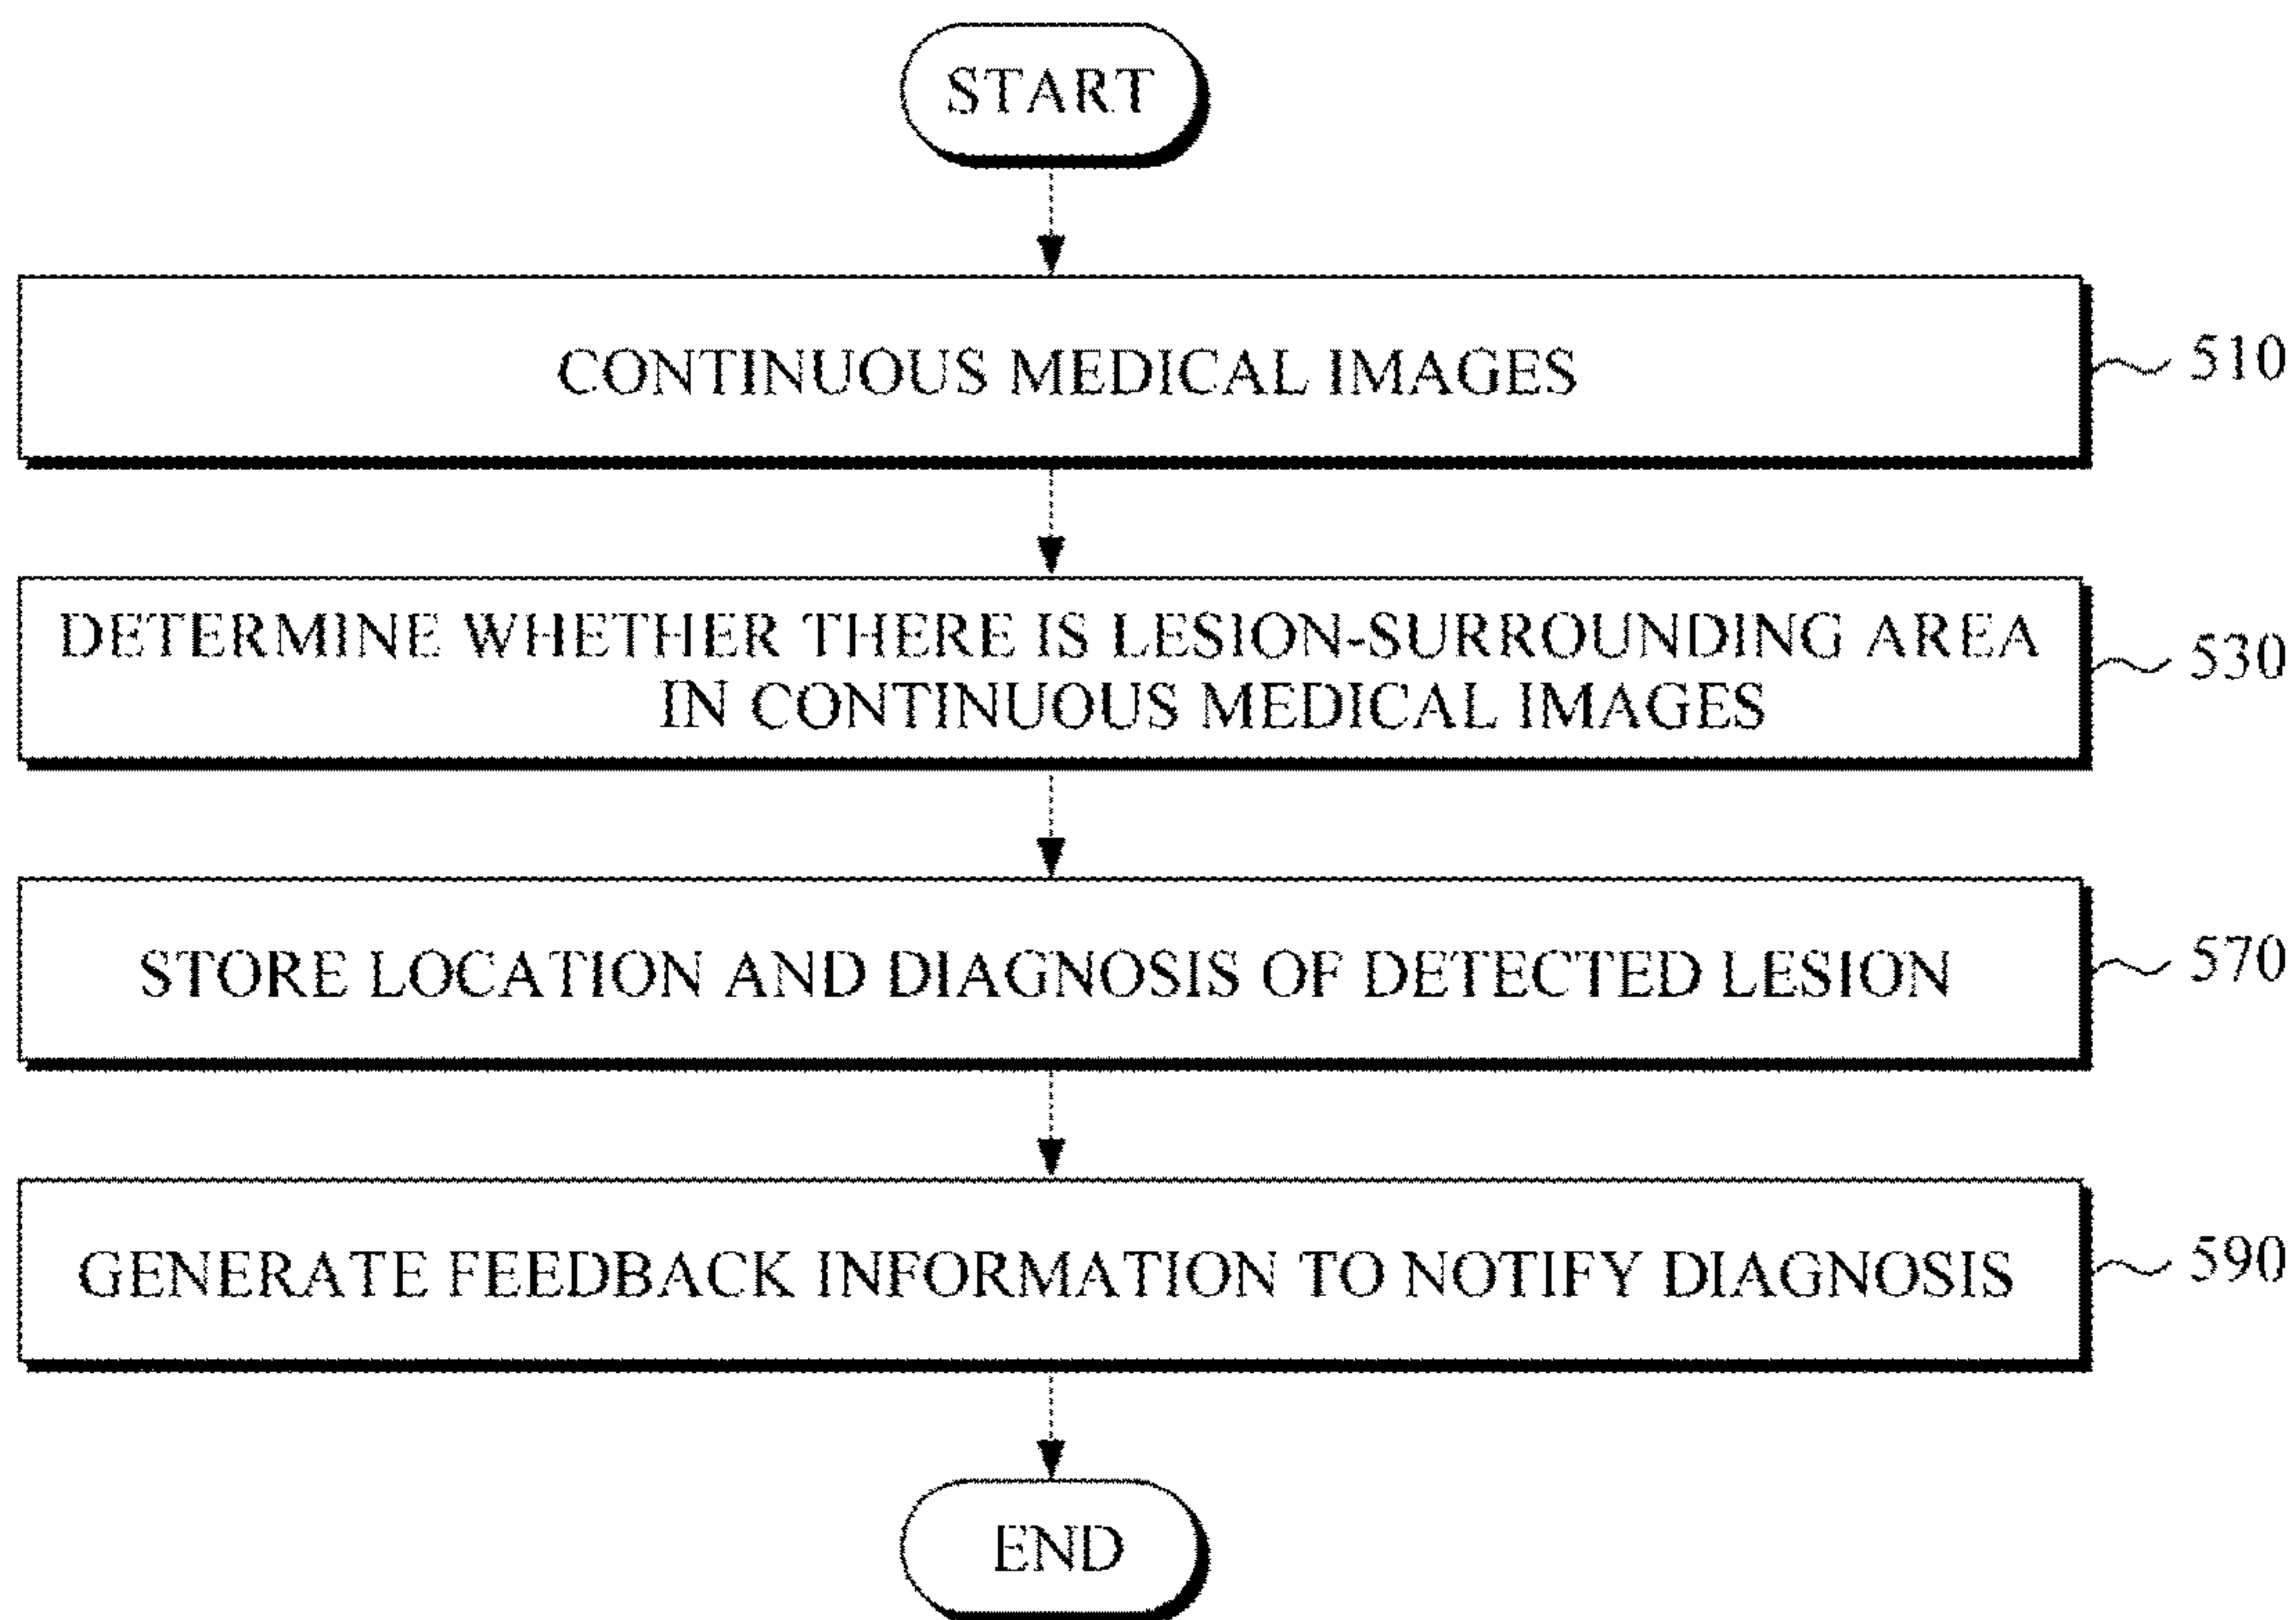 START
CONTINUOUS MEDICAL IMAGES
510
DETERMINE WHETHER THERE IS LESION-SURROUNDING AREA
IN CONTINUOUS MEDICAL IMAGES
530
STORE LOCATION AND DIAGNOSIS OF DETECTED LESION
570
GENERATE FEEDBACK INFORMATION TO NOTIFY DIAGNOSIS
590
END